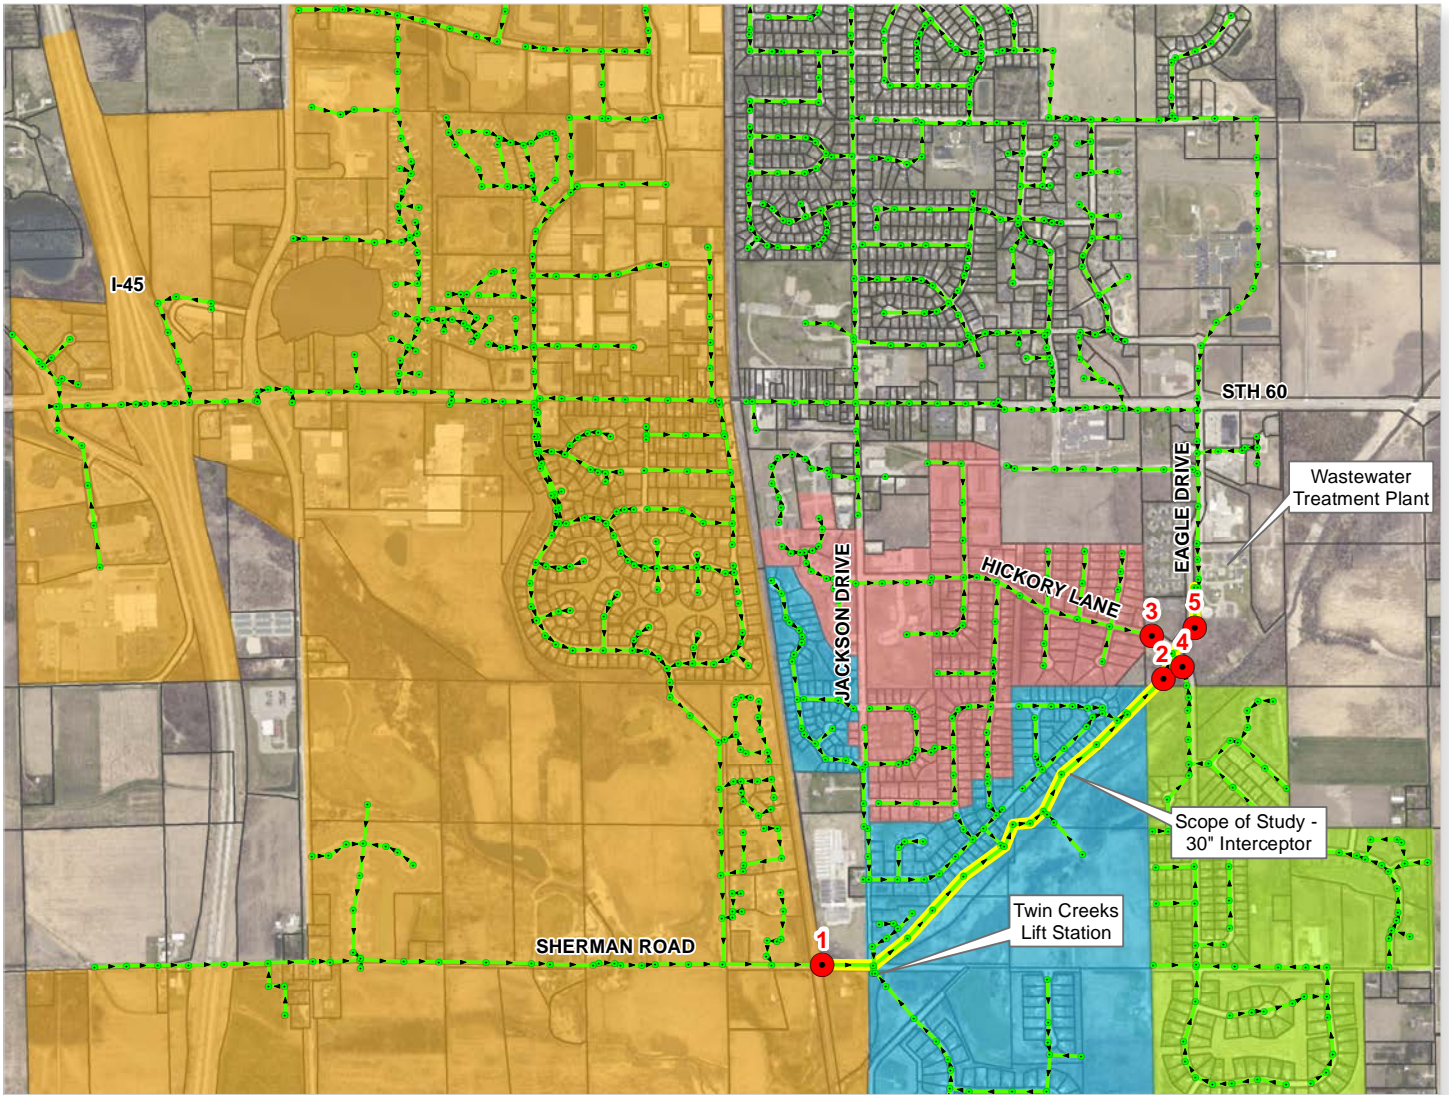 I-45
STH 60
EAGLE DRIVE
Wastewater
Treatment Plant
JACKSON DRIVE
HICKORY LANE
3
5
4
2
Scope of Study -
30" Interceptor
Twin Creeks
Lift Station
SHERMAN ROAD
1